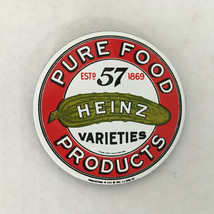 PURE FOOD
ESTD 57 1869
HEINZ
VARIETIES
PRODUCTS